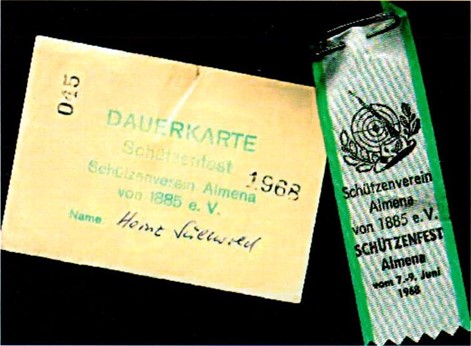 045
DAUERKARTE
Schützenfest
1968
Schützenverein Almena
von 1885 e. V.
Name:
Schützenverein
Almena
von 1885 e. V.
SCHÜTZENFEST
Almena
vom 7.-9. Juni
1968